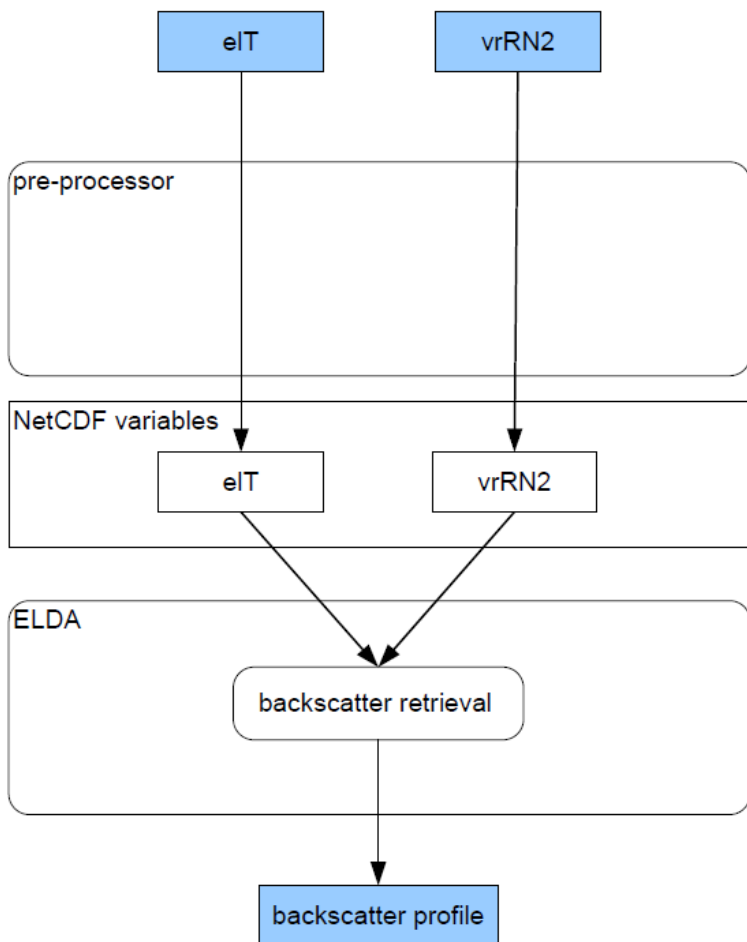 elT
vrRN2
pre-processor
NetCDF variables
elT
vrRN2
ELDA
backscatter retrieval
backscatter profile